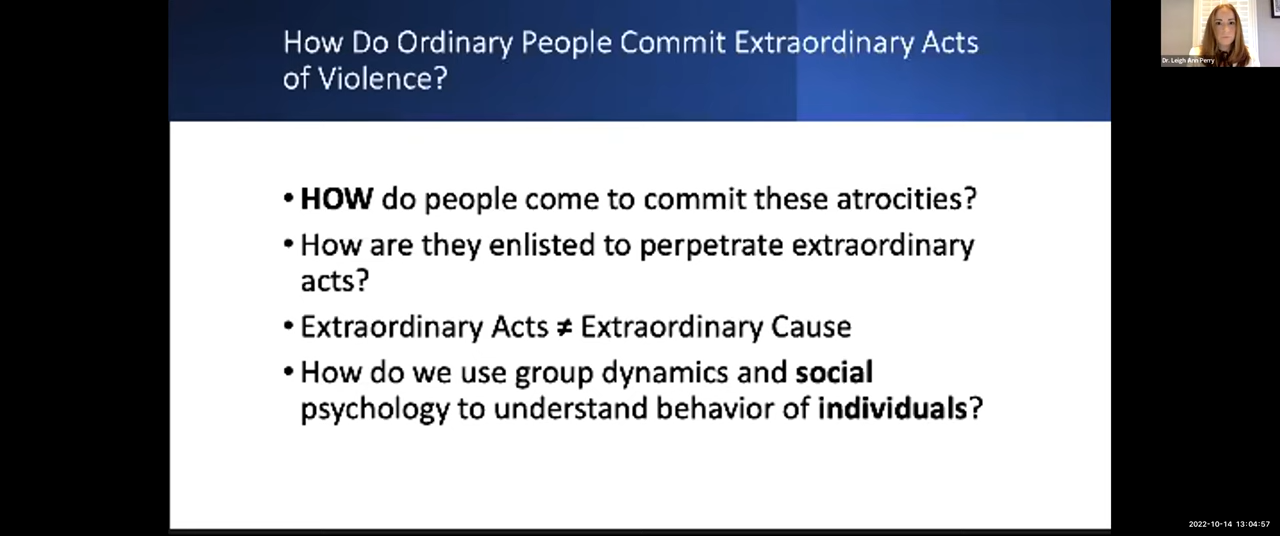 How Do Ordinary People Commit Extraordinary Acts
of Violence?
• HOW do people come to commit these atrocities?
• How are they enlisted to perpetrate extraordinary
acts?
• Extraordinary Acts ≠ Extraordinary Cause
• How do we use group dynamics and social
psychology to understand behavior of individuals?
Dr. Leigh Ann Perry
2022-10-14 13:04:57